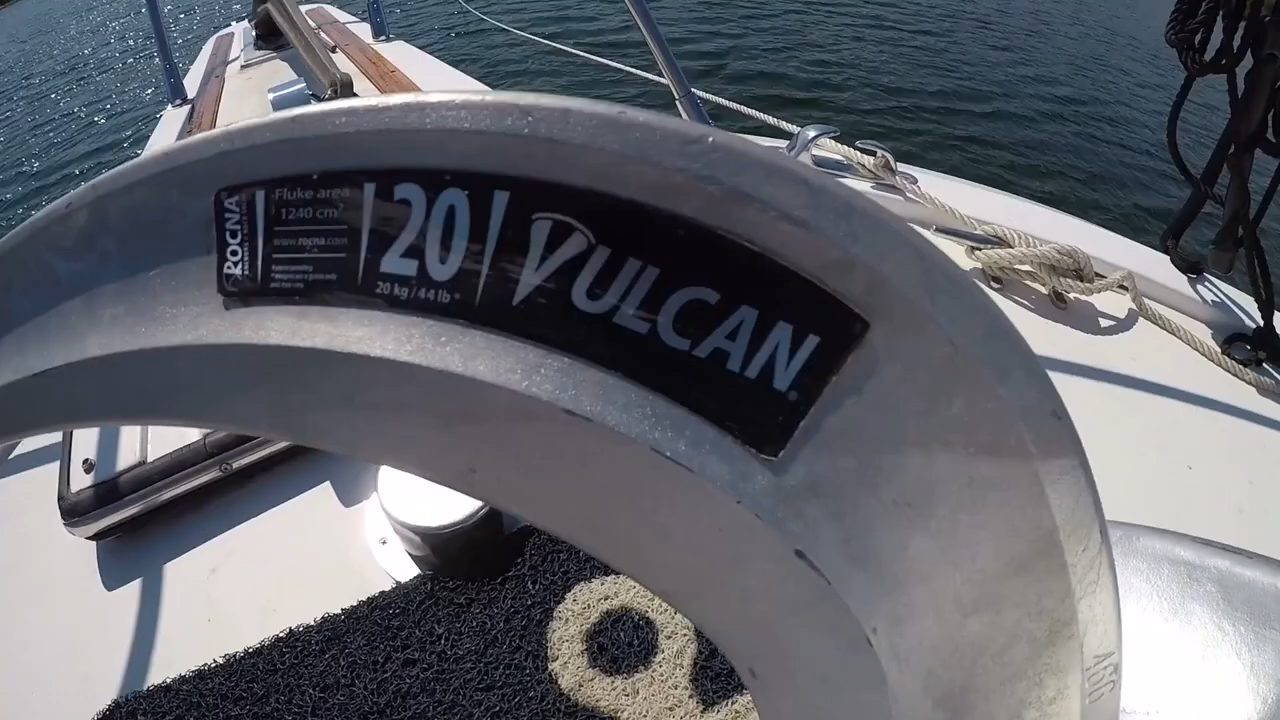 ROCNA
Fluke area
1240 cm²
www.rocna.com
20
20 kg / 44 lb
VULCAN®